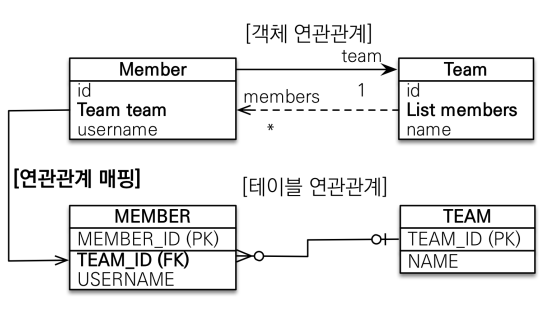 [객체 연관관계]
team
Member
Team
id
Team team
username
members
1
*
id
List members
name
[연관관계 매핑]
[테이블 연관관계]
MEMBER
MEMBER_ID (PK)
TEAM_ID (FK)
USERNAME
TEAM
TEAM_ID (PK)
NAME